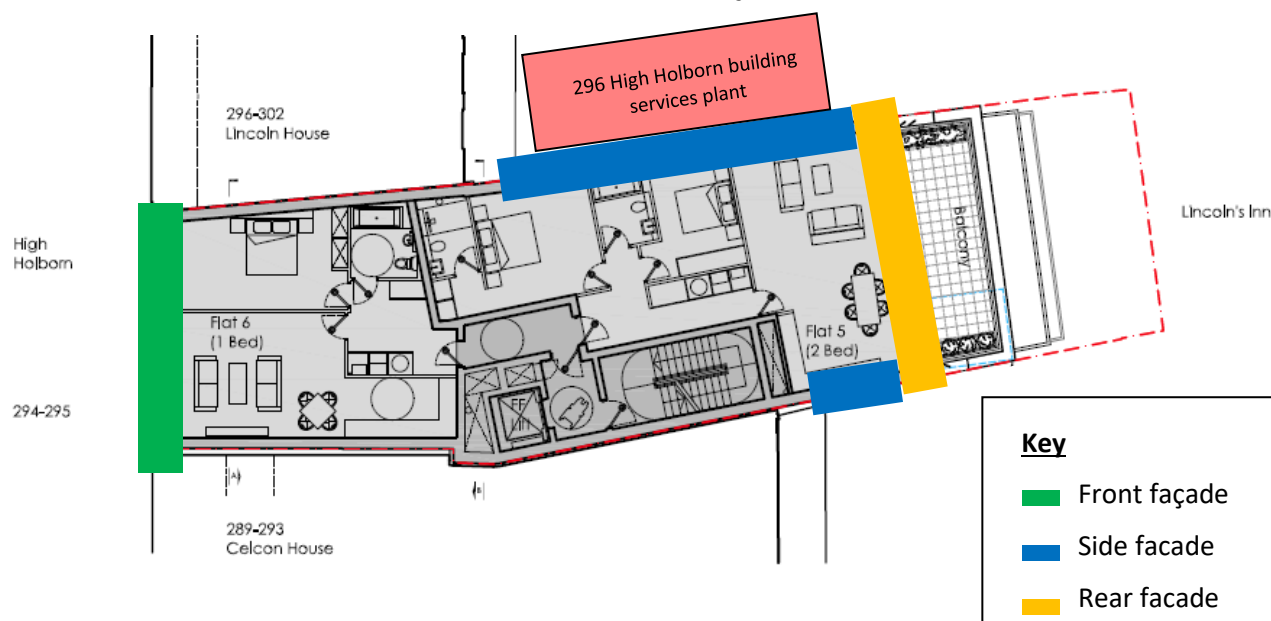 296 High Holborn building
services plant
296-302
Lincoln House
High
Holborn
Lincoln's Inn
Balcony
Flat 6
(1 Bed)
Flat 5
(2 Bed)
294-295
FF
A
B
289-293
Celcon House
Key
Front façade
Side facade
Rear facade